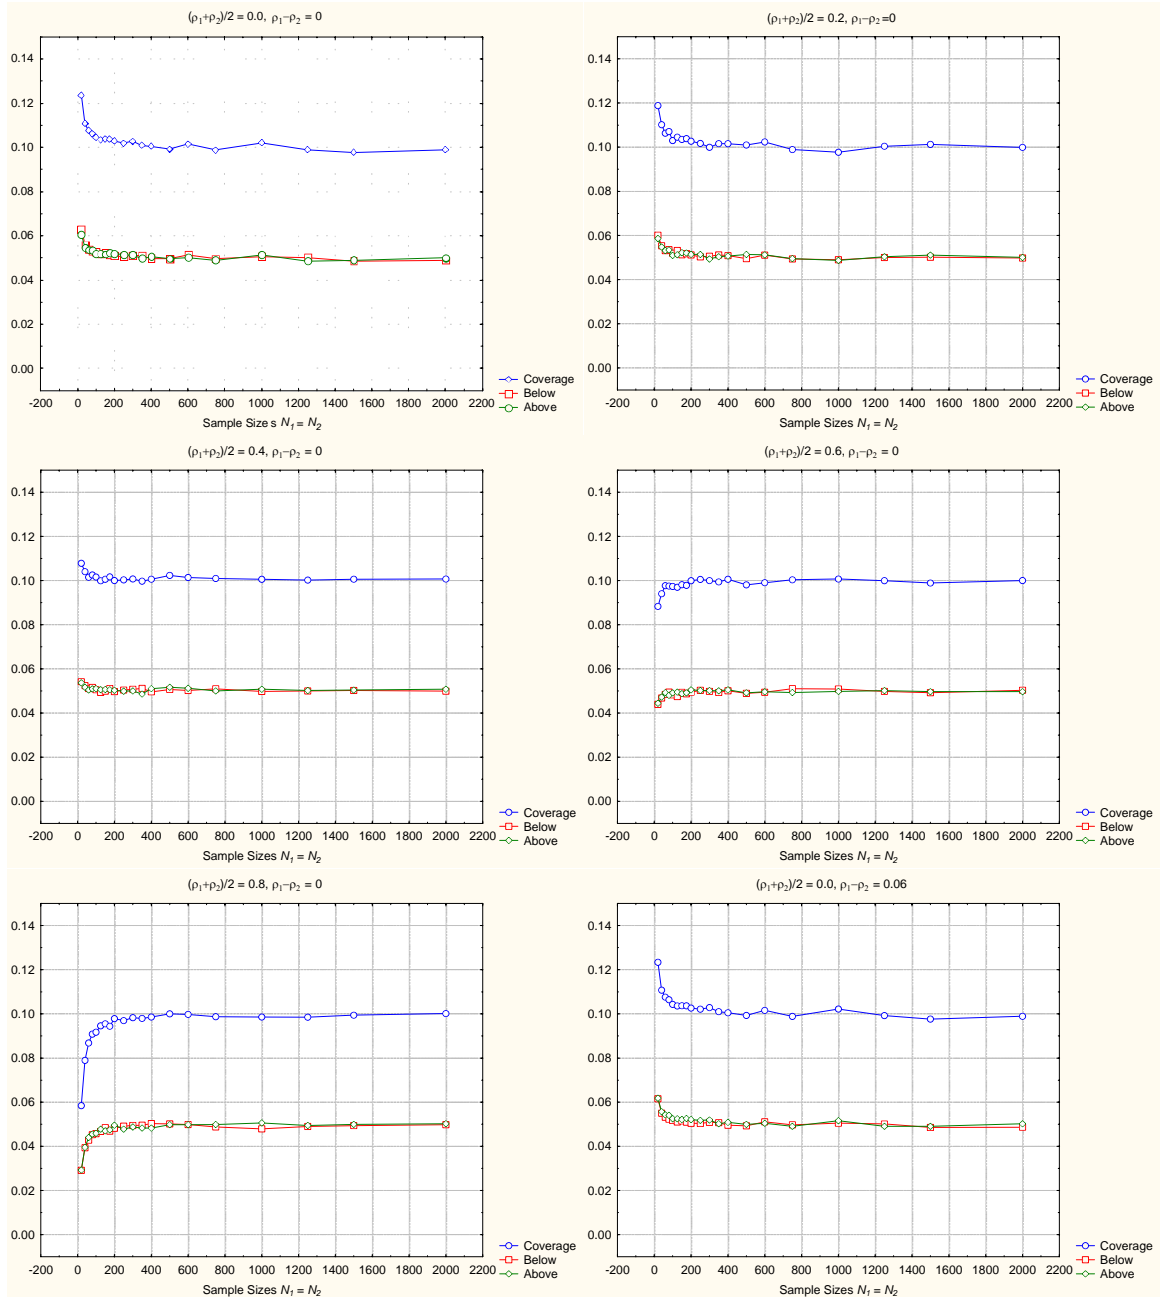 (ρ₁+ρ₂)/2 = 0.0, ρ₁−ρ₂ = 0
0.14
0.12
0.10
0.08
0.06
0.04
0.02
0.00
-200 0 200 400 600 800 1000 1200 1400 1600 1800 2000 2200
Sample Size s N₁ = N₂
Coverage
Below
Above
(ρ₁+ρ₂)/2 = 0.2, ρ₁−ρ₂ =0
0.14
0.12
0.10
0.08
0.06
0.04
0.02
0.00
-200 0 200 400 600 800 1000 1200 1400 1600 1800 2000 2200
Sample Sizes N₁ = N₂
Coverage
Below
Above
(ρ₁+ρ₂)/2 = 0.4, ρ₁−ρ₂ = 0
0.14
0.12
0.10
0.08
0.06
0.04
0.02
0.00
-200 0 200 400 600 800 1000 1200 1400 1600 1800 2000 2200
Sample Sizes N₁ = N₂
Coverage
Below
Above
(ρ₁+ρ₂)/2 = 0.6, ρ₁−ρ₂ = 0
0.14
0.12
0.10
0.08
0.06
0.04
0.02
0.00
-200 0 200 400 600 800 1000 1200 1400 1600 1800 2000 2200
Sample Sizes N₁ = N₂
Coverage
Below
Above
(ρ₁+ρ₂)/2 = 0.8, ρ₁−ρ₂ = 0
0.14
0.12
0.10
0.08
0.06
0.04
0.02
0.00
-200 0 200 400 600 800 1000 1200 1400 1600 1800 2000 2200
Sample Sizes N₁ = N₂
Coverage
Below
Above
(ρ₁+ρ₂)/2 = 0.0, ρ₁−ρ₂ = 0.06
0.14
0.12
0.10
0.08
0.06
0.04
0.02
0.00
-200 0 200 400 600 800 1000 1200 1400 1600 1800 2000 2200
Sample Sizes N₁ = N₂
Coverage
Below
Above